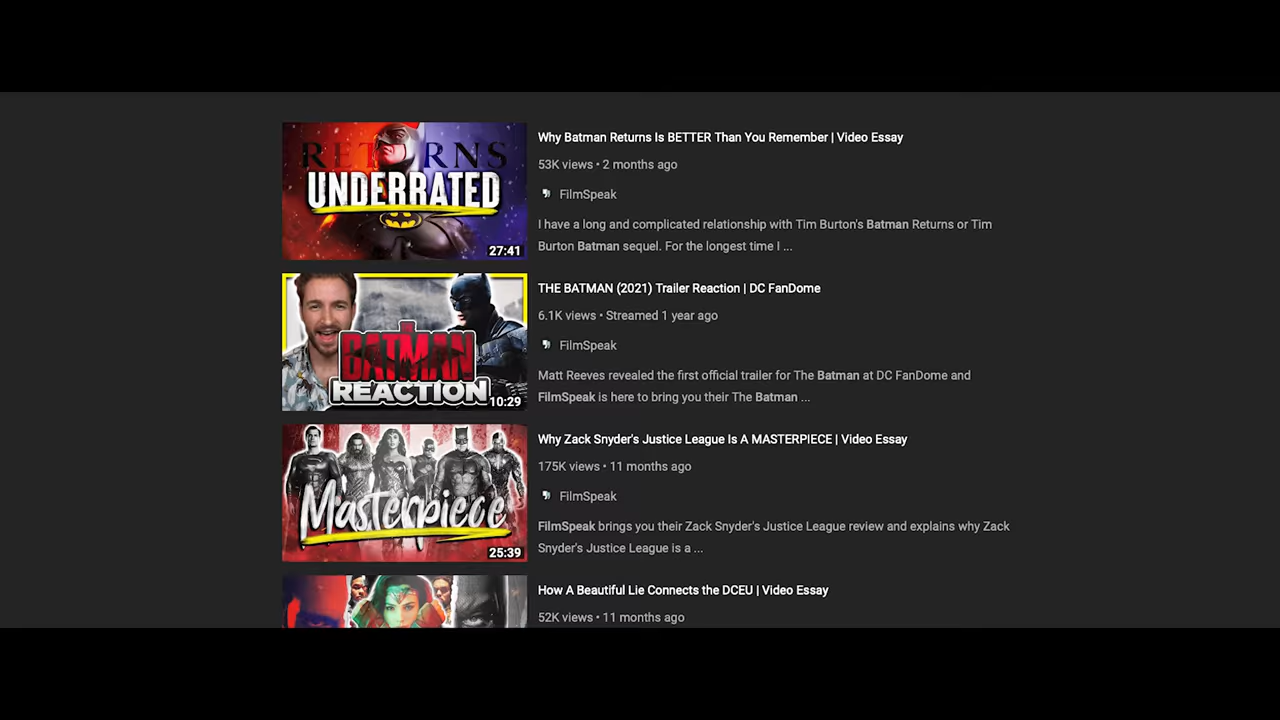 RETURNS
UNDERRATED
27:41
Why Batman Returns Is BETTER Than You Remember | Video Essay
53K views • 2 months ago
FilmSpeak
I have a long and complicated relationship with Tim Burton's Batman Returns or Tim
Burton Batman sequel. For the longest time I ...
BATMAN
REACTION
10:29
THE BATMAN (2021) Trailer Reaction | DC FanDome
6.1K views • Streamed 1 year ago
FilmSpeak
Matt Reeves revealed the first official trailer for The Batman at DC FanDome and
FilmSpeak is here to bring you their The Batman ...
Masterpiece
25:39
Why Zack Snyder's Justice League Is A MASTERPIECE | Video Essay
175K views • 11 months ago
FilmSpeak
FilmSpeak brings you their Zack Snyder's Justice League review and explains why Zack
Snyder's Justice League is a ...
How A Beautiful Lie Connects the DCEU | Video Essay
52K views • 11 months ago